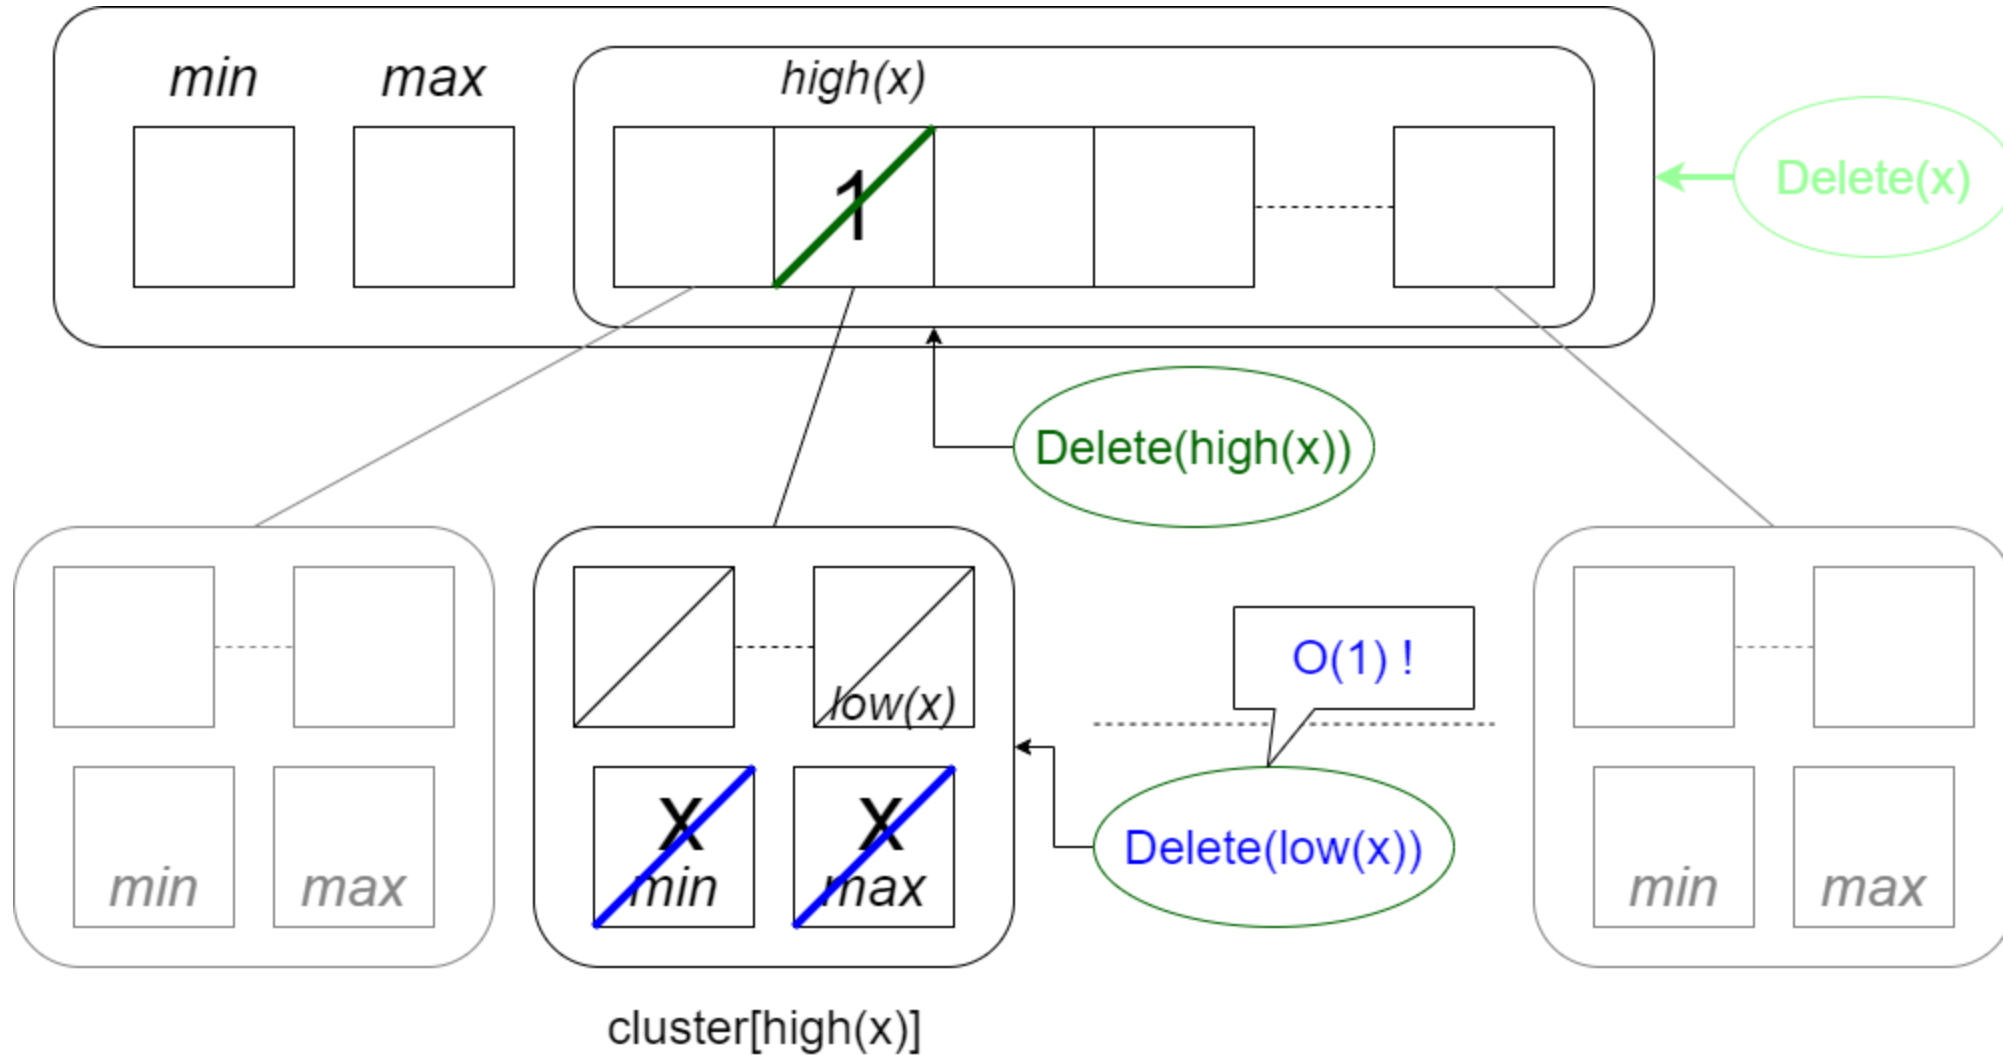 min
max
high(x)
1
Delete(x)
Delete(high(x))
low(x)
O(1) !
X
min
X
max
Delete(low(x))
min
max
min
max
cluster[high(x)]